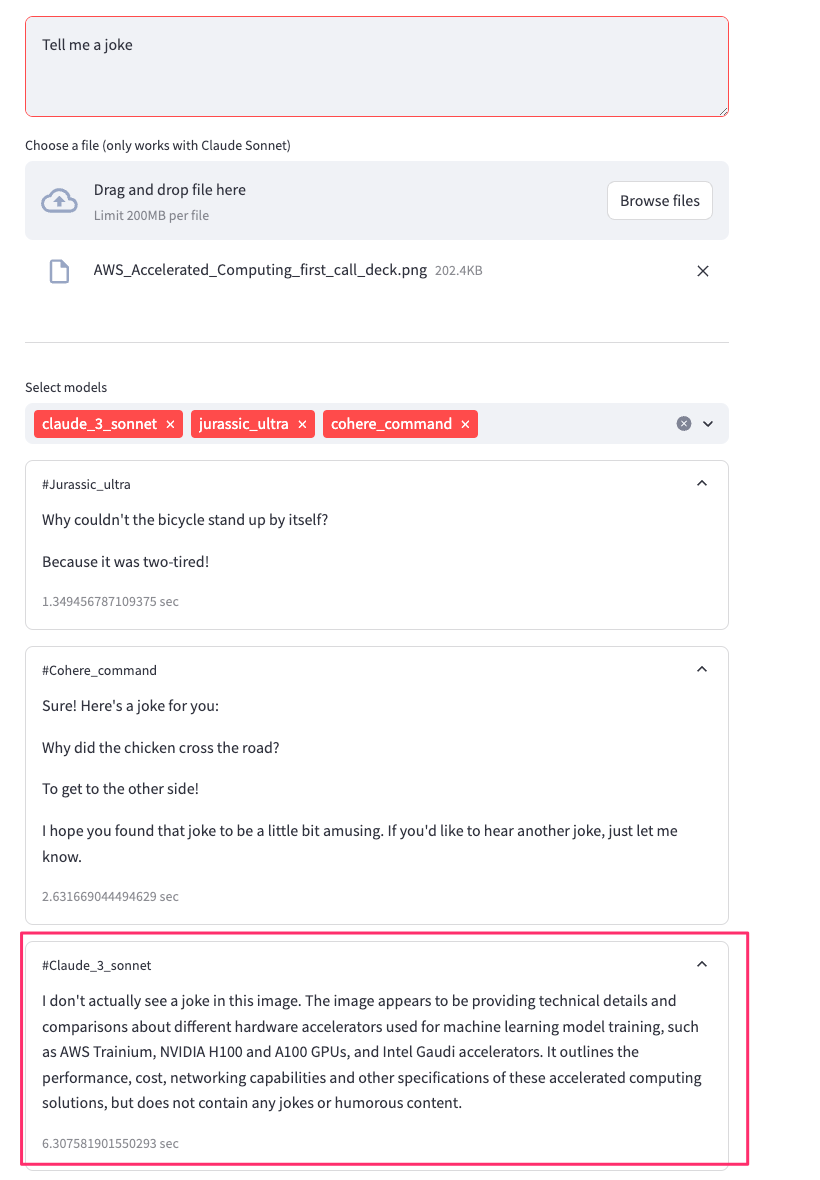 Tell me a joke
Choose a file (only works with Claude Sonnet)
Drag and drop file here
Limit 200MB per file
Browse files
AWS_Accelerated_Computing_first_call_deck.png 202.4KB
Select models
claude_3_sonnet × jurassic_ultra × cohere_command ×
#Jurassic_ultra
Why couldn't the bicycle stand up by itself?
Because it was two-tired!
1.349456787109375 sec
#Cohere_command
Sure! Here's a joke for you:
Why did the chicken cross the road?
To get to the other side!
I hope you found that joke to be a little bit amusing. If you'd like to hear another joke, just let me
know.
2.631669044494629 sec
#Claude_3_sonnet
I don't actually see a joke in this image. The image appears to be providing technical details and
comparisons about different hardware accelerators used for machine learning model training, such
as AWS Trainium, NVIDIA H100 and A100 GPUs, and Intel Gaudi accelerators. It outlines the
performance, cost, networking capabilities and other specifications of these accelerated computing
solutions, but does not contain any jokes or humorous content.
6.307581901550293 sec